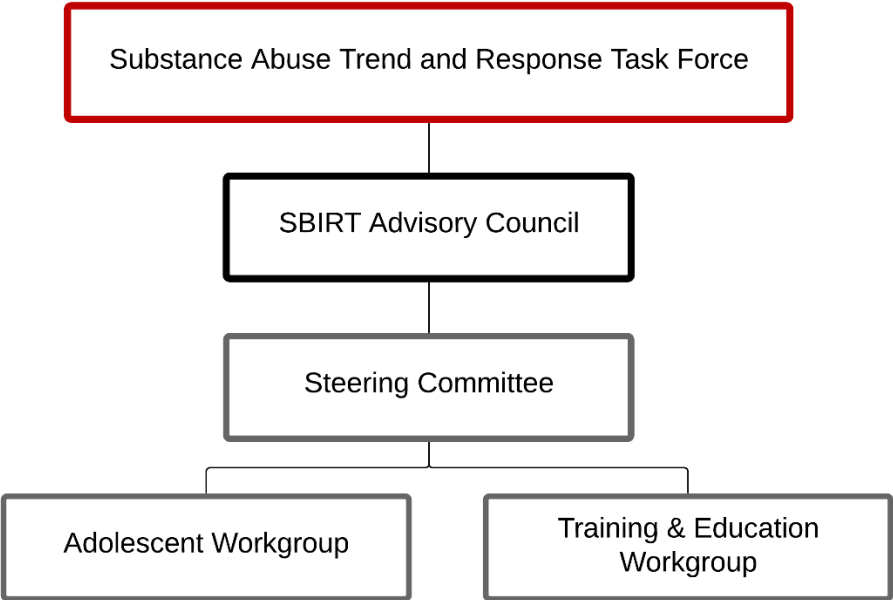 Substance Abuse Trend and Response Task Force
SBIRT Advisory Council
Steering Committee
Adolescent Workgroup
Training & Education
Workgroup